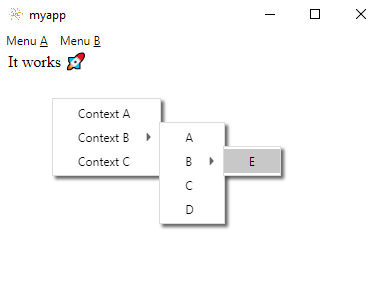 myapp
Menu A Menu B
It works 🚀
Context A
Context B
Context C
A
B
C
D
E